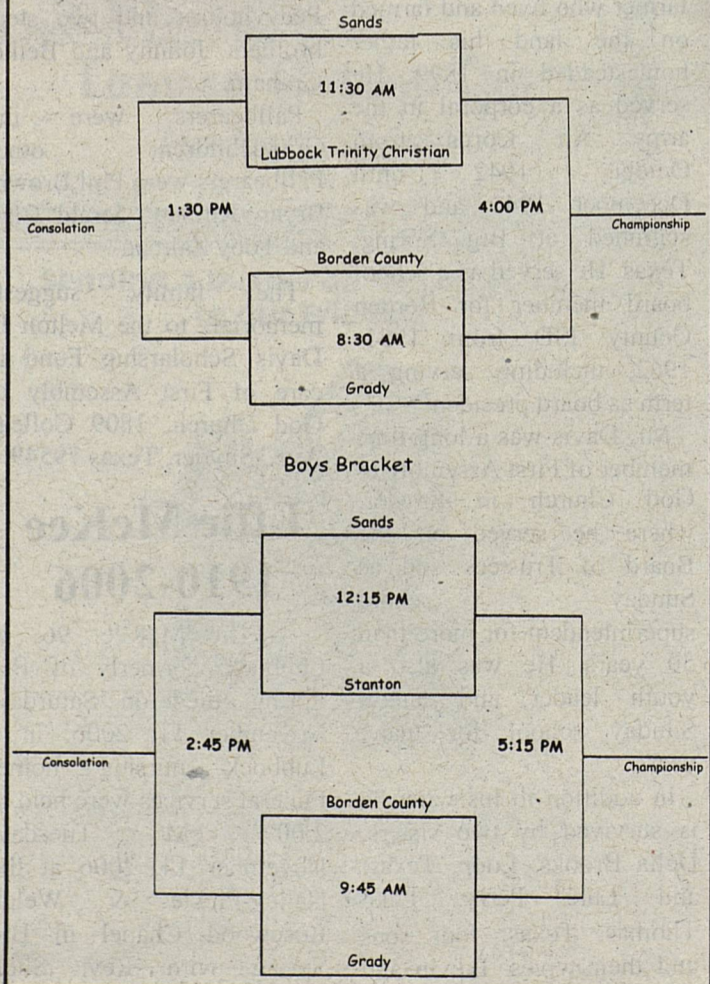 Sands
11:30 AM
Lubbock Trinity Christian
1:30 PM
4:00 PM
Consolation
Championship
Borden County
8:30 AM
Grady
Boys Bracket
Sands
12:15 PM
Stanton
2:45 PM
5:15 PM
Consolation
Championship
Borden County
9:45 AM
Grady